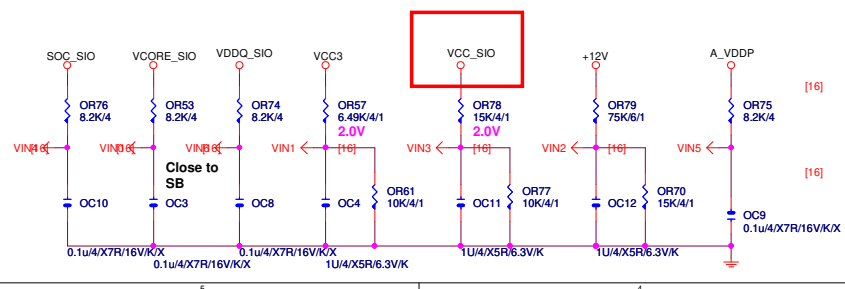 SOC_SIO
VCORE_SIO
VDDQ_SIO
VCC3
VCC_SIO
+12V
A_VDDP
[16]
OR76
8.2K/4
OR53
8.2K/4
OR74
8.2K/4
OR57
6.49K/4/1
2.0V
OR78
15K/4/1
2.0V
OR79
75K/6/1
OR75
8.2K/4
VIN1
[16]
VIN3
[16]
VIN2
[16]
VIN5
[16]
Close to
SB
OC10
OC3
OC8
OC4
OR61
10K/4/1
OC11
OR77
10K/4/1
OC12
OR70
15K/4/1
OC9
0.1u/4/X7R/16V/K/X
0.1u/4/X7R/16V/K/X
0.1u/4/X7R/16V/K/X
0.1u/4/X7R/16V/K/X
1U/4/X5R/6.3V/K
1U/4/X5R/6.3V/K
1U/4/X5R/6.3V/K